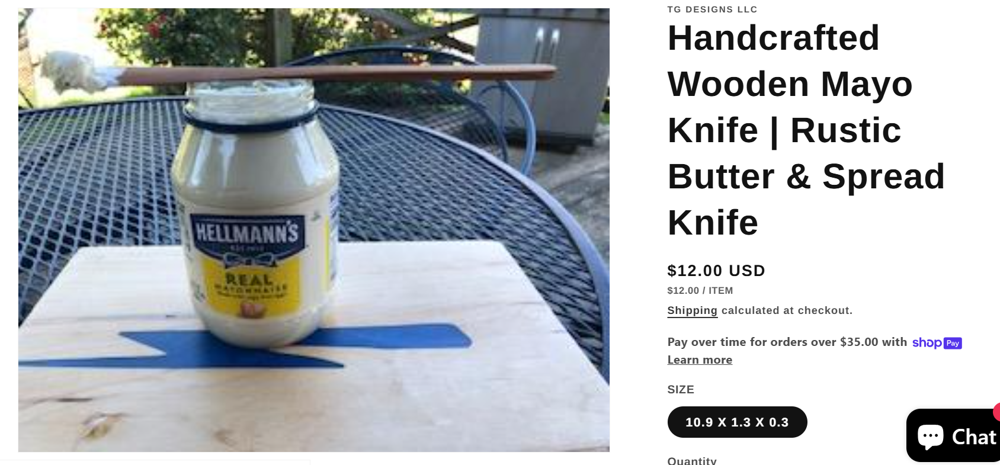 TG DESIGNS LLC
Handcrafted
Wooden Mayo
Knife | Rustic
Butter & Spread
Knife
$12.00 USD
$12.00 / ITEM
Shipping calculated at checkout.
Pay over time for orders over $35.00 with shop Pay
Learn more
SIZE
10.9 X 1.3 X 0.3
Chat
Quantity
HELLMANN'S
REAL
MAYONNAISE